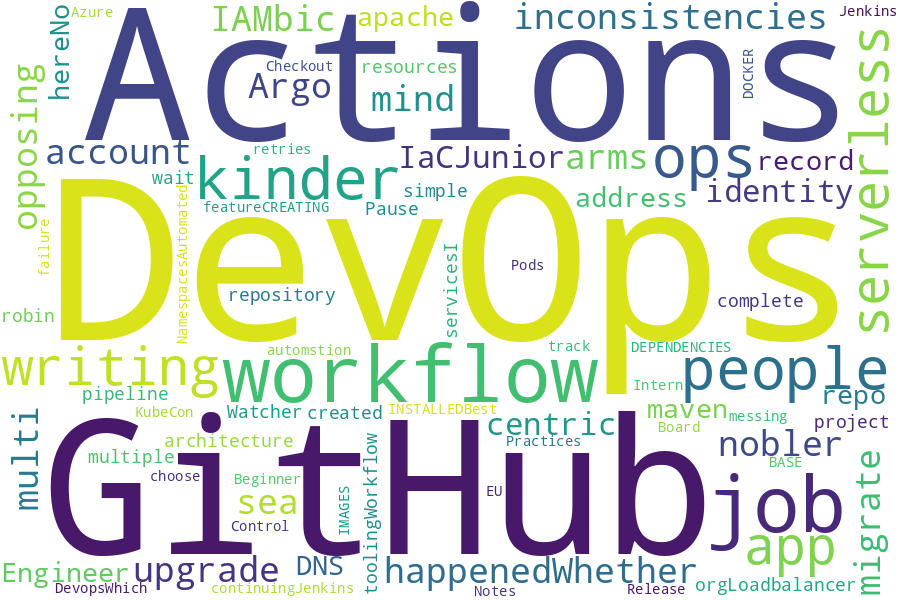 Azure
IAMbic
apache
inconsistencies
Jenkins
hereNo
Actions
Checkout
resources
Argo
mind
DOCKER
serverless
opposing
account
retries
IaCJunior
arms
ops
record
wait
kinder
simple
address
identity
featureCREATING
Pause
NamespacesAutomated
failure
DevOps
servicesI
Pods
repository
complete
robin
automstion
track
DEPENDENCIES
writing
workflow
people
Intern
pipeline
repo
KubeCon
Watcher
created
INSTALLEDBest
maven
messing
multi
centric
Board
project
architecture
Practices
nobler
multiple
GitHub
BASE
choose
Beginner
toolingWorkflow
migrate
sea
IMAGES
EU
job
Control
app
Engineer
upgrade
DNS
happenedWhether
DevopsWhich
continuingJenkins
Notes
Release
orgLoadbalancer